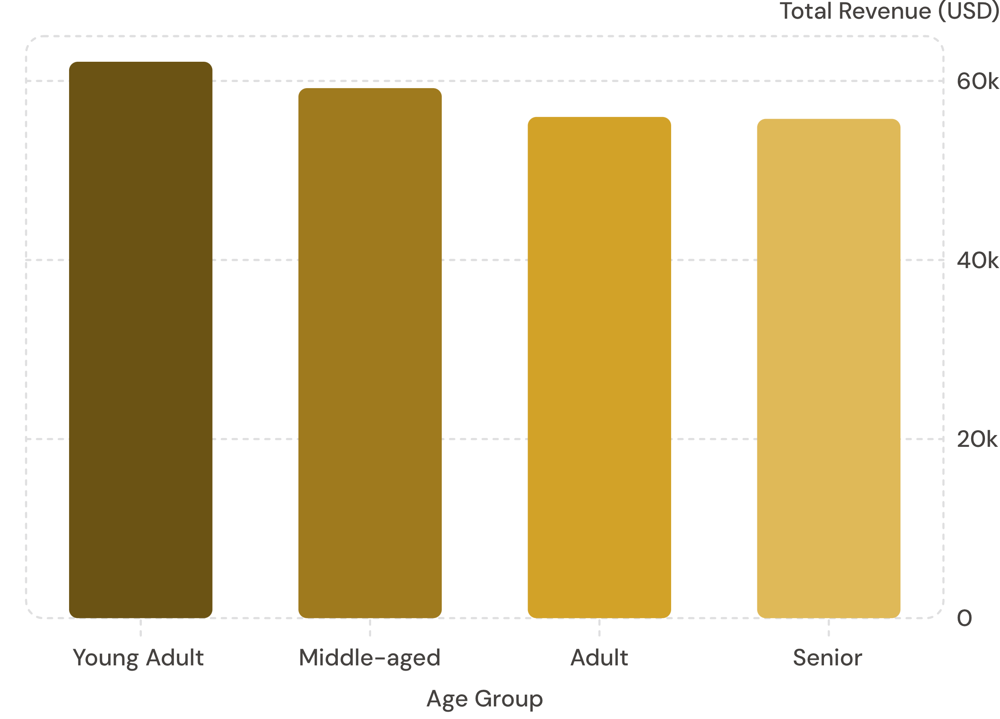 Total Revenue (USD)
60k
40k
20k
0
Young Adult Middle-aged Adult Senior
Age Group